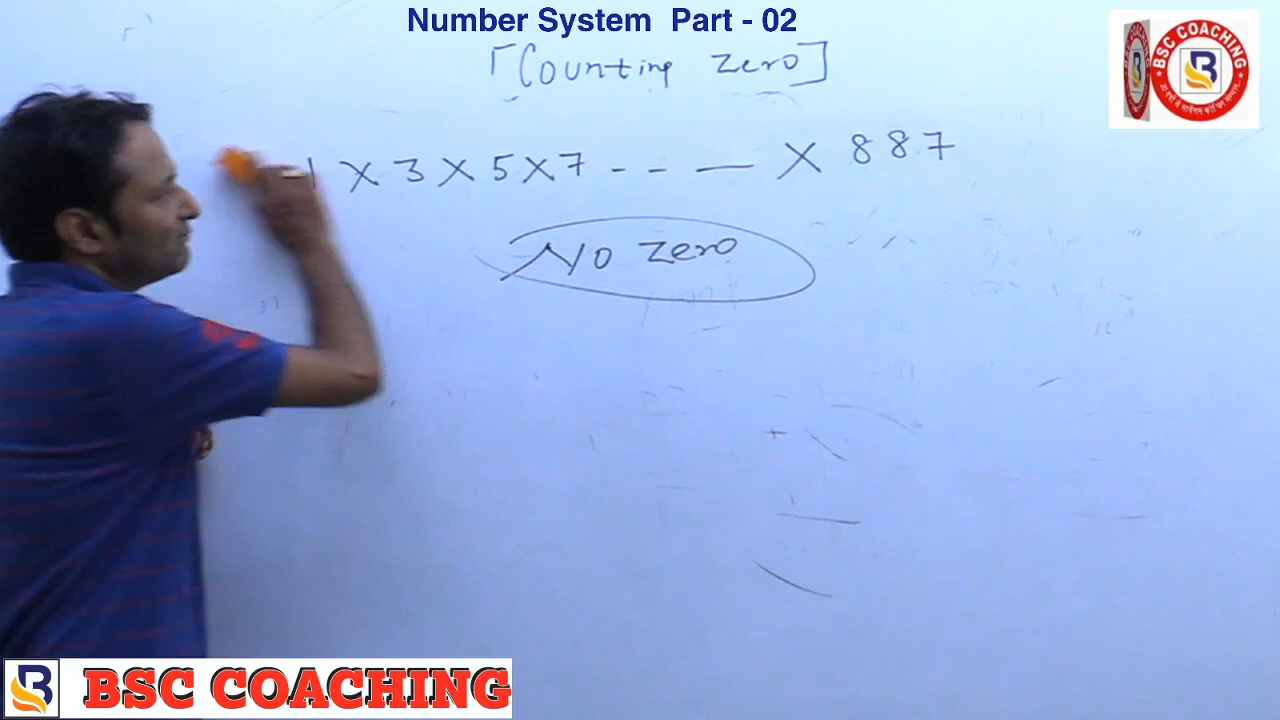 Number System Part - 02
[Counting Zero]
1 X 3 X 5 X 7 - - — X 887
No Zero
BSC COACHING
BSC COACHING